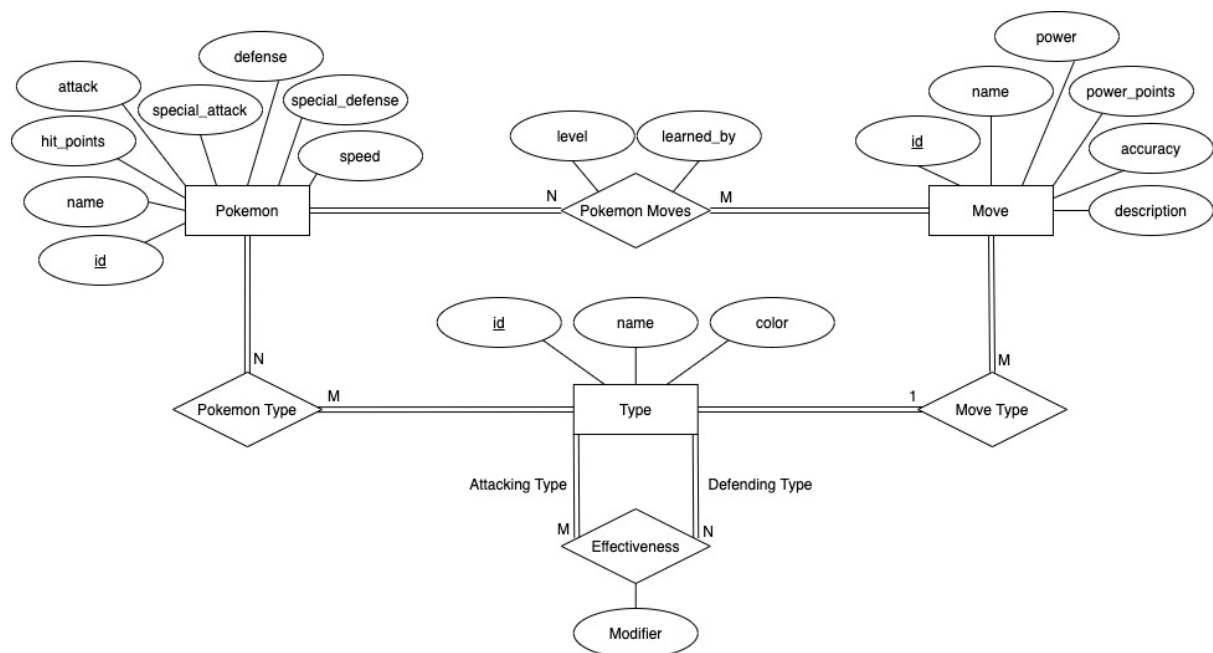 power
defense
attack
name
special_attack
special_defense
power_points
level
learned_by
hit_points
id
accuracy
speed
N
M
name
Pokemon
Pokemon Moves
Move
description
id
id
name
color
N
M
M
1
Pokemon Type
Type
Move Type
Attacking Type
Defending Type
M
N
Effectiveness
Modifier